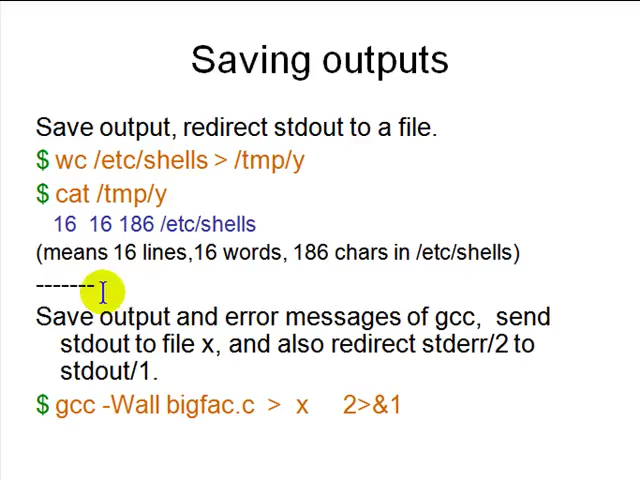 Saving outputs
Save output, redirect stdout to a file.
$ wc /etc/shells > /tmp/y
$ cat /tmp/y
16 16 186 /etc/shells
(means 16 lines,16 words, 186 chars in /etc/shells)
-------
Save output and error messages of gcc, send
stdout to file x, and also redirect stderr/2 to
stdout/1.
$ gcc -Wall bigfac.c > x 2>&1